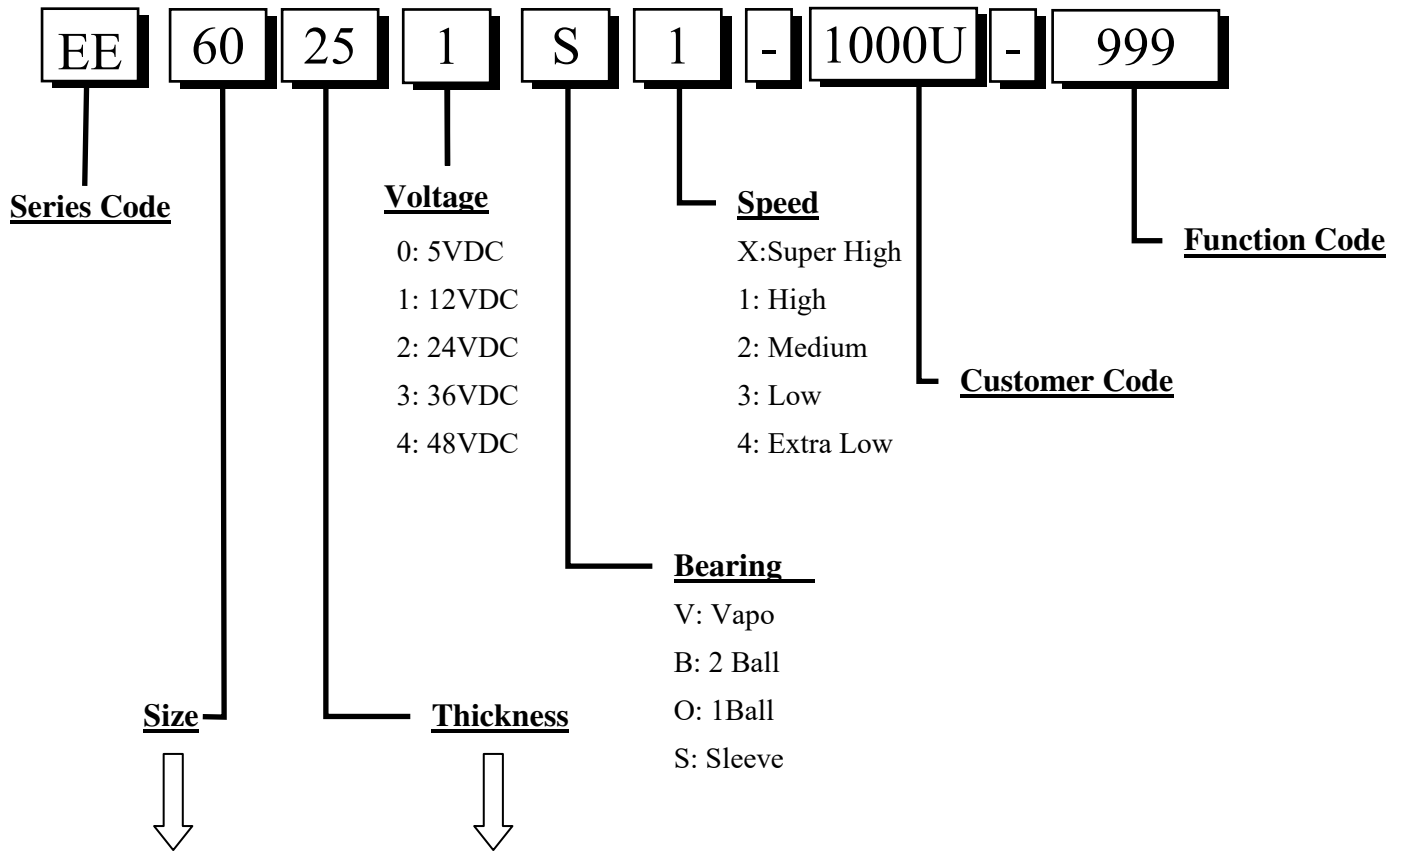 EE 60 25 1 S 1 - 1000U - 999
Series Code
Voltage
0: 5VDC
1: 12VDC
2: 24VDC
3: 36VDC
4: 48VDC
Speed
X:Super High
1: High
2: Medium
3: Low
4: Extra Low
Function Code
Customer Code
Bearing
V: Vapo
B: 2 Ball
O: 1Ball
S: Sleeve
Size
Thickness